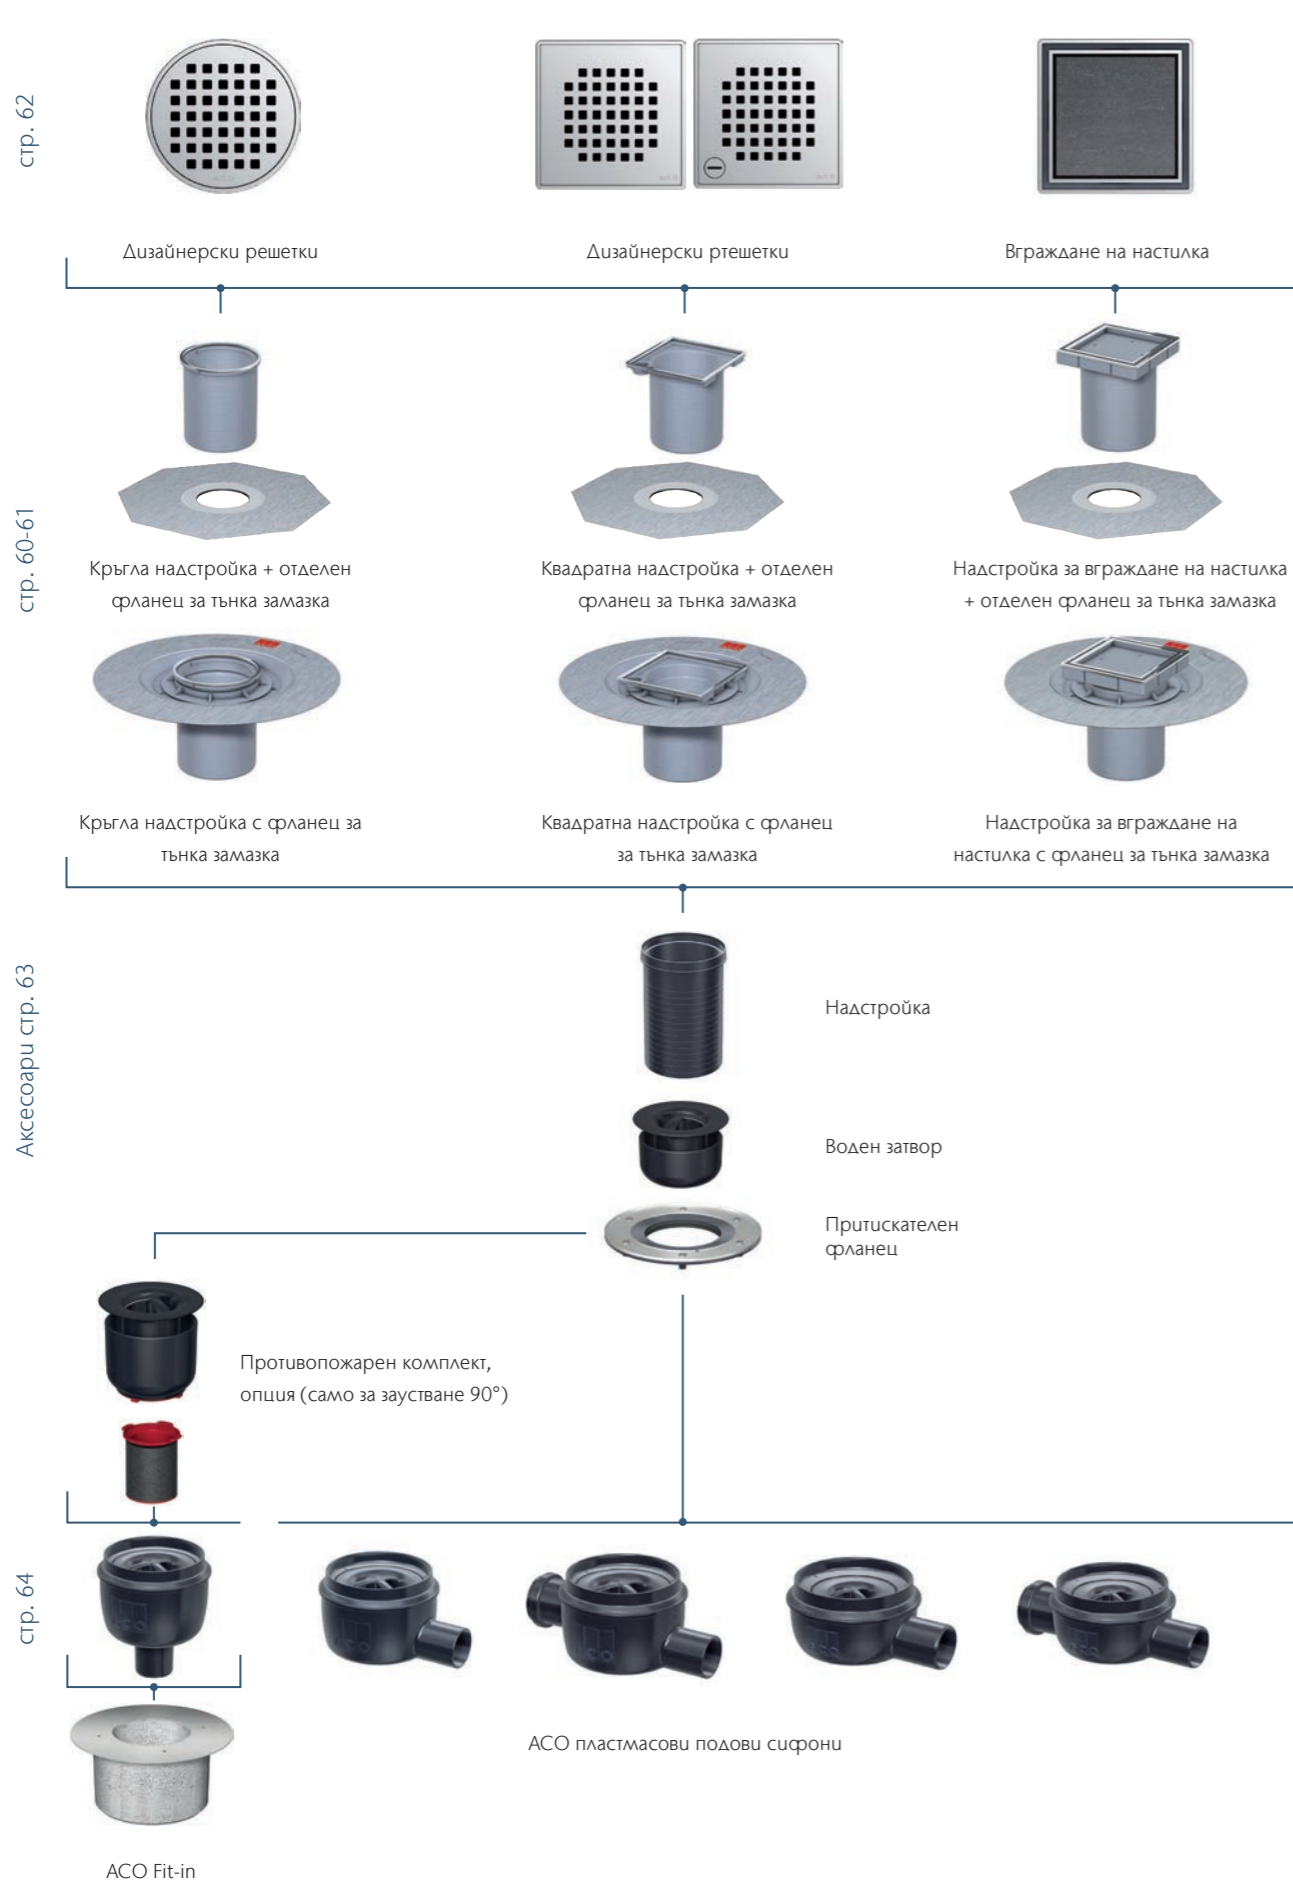 стр. 62
Дизайнерски решетки
Дизайнерски ртешетки
Вграждане на настилка
стр. 60-61
Кръгла надстройка + отделен
фланец за тънка замазка
Квадратна надстройка + отделен
фланец за тънка замазка
Надстройка за вграждане на настилка
+ отделен фланец за тънка замазка
Кръгла надстройка с фланец за
тънка замазка
Квадратна надстройка с фланец
за тънка замазка
Надстройка за вграждане на
настилка с фланец за тънка замазка
Аксесоари стр. 63
Надстройка
Воден затвор
Притискателен
фланец
Противопожарен комплект,
опция (само за заустване 90°)
стр. 64
ACO
ACO
ACO
ACO пластмасови подови сифони
ACO Fit-in